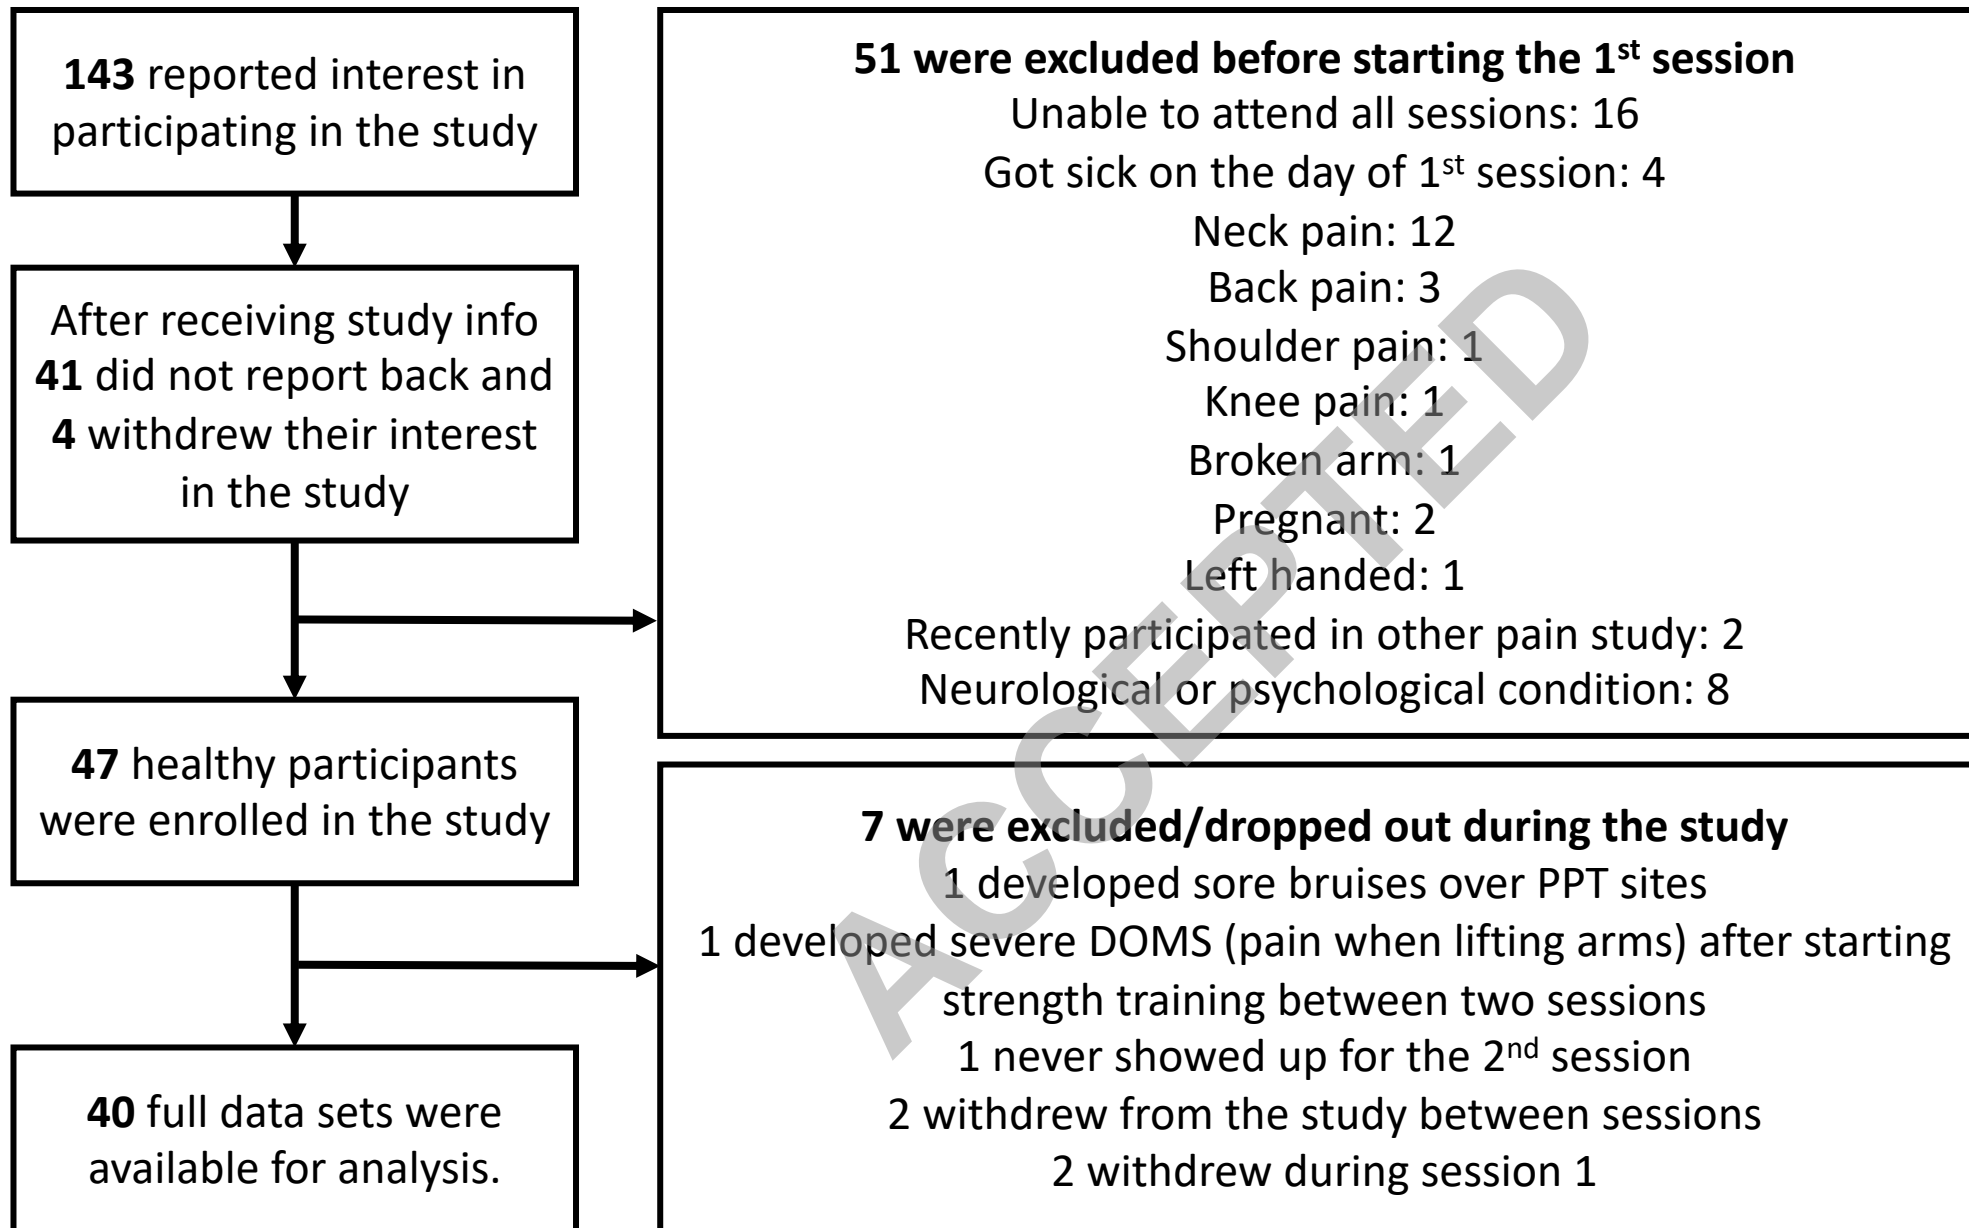 143 reported interest in
participating in the study
After receiving study info
41 did not report back and
4 withdrew their interest
in the study
47 healthy participants
were enrolled in the study
40 full data sets were
available for analysis.
51 were excluded before starting the 1st session
Unable to attend all sessions: 16
Got sick on the day of 1st session: 4
Neck pain: 12
Back pain: 3
Shoulder pain: 1
Knee pain: 1
Broken arm: 1
Pregnant: 2
Left handed: 1
Recently participated in other pain study: 2
Neurological or psychological condition: 8
7 were excluded/dropped out during the study
1 developed sore bruises over PPT sites
1 developed severe DOMS (pain when lifting arms) after starting
strength training between two sessions
1 never showed up for the 2nd session
2 withdrew from the study between sessions
2 withdrew during session 1
ACCEPTED